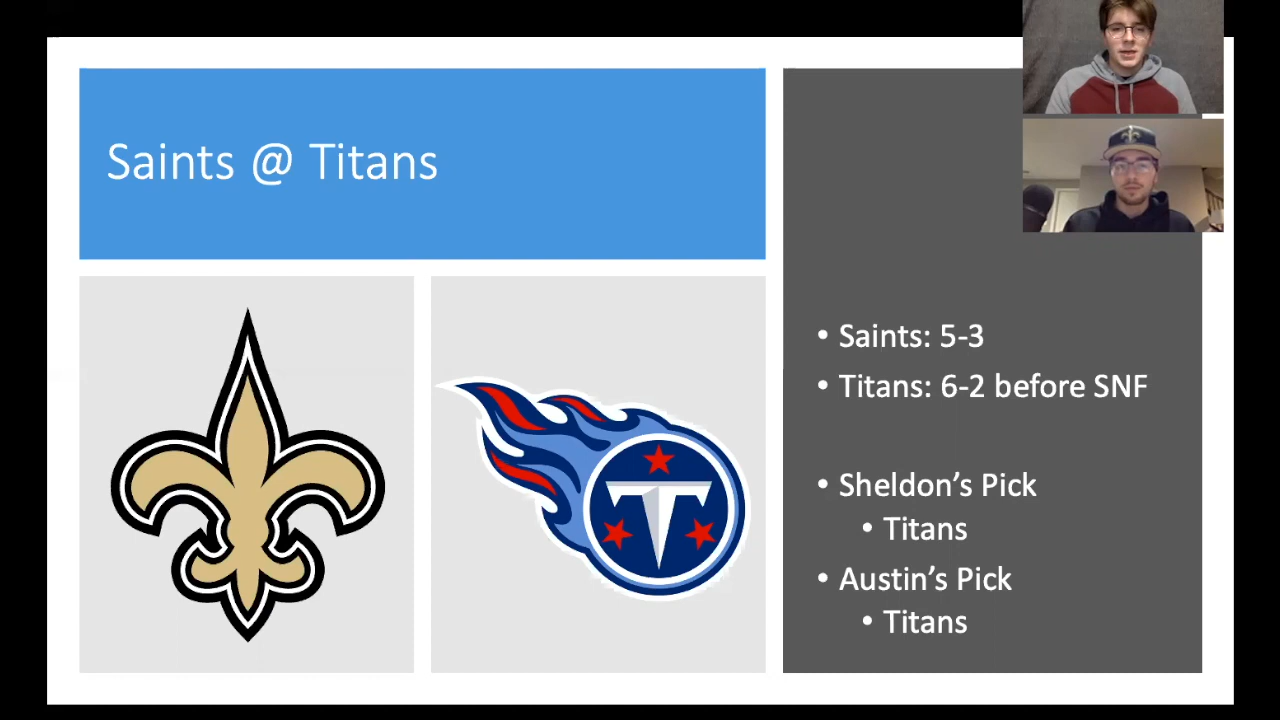 Saints @ Titans
• Saints: 5-3
• Titans: 6-2 before SNF
• Sheldon’s Pick
• Titans
• Austin’s Pick
• Titans
T